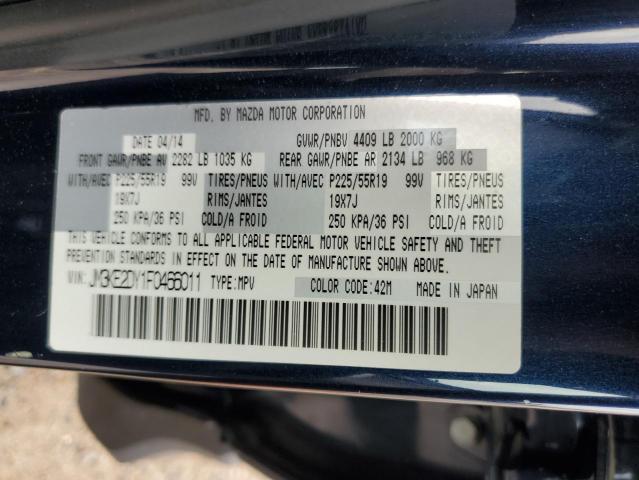 MFD. BY MAZDA MOTOR CORPORATION
DATE 04/14 GVWR/PNBV 4409 LB 2000 KG
FRONT GAWR/PNBE AV 2282 LB 1035 KG REAR GAWR/PNBE AR 2134 LB 968 KG
WITH/AVEC P225/55R19 99V TIRES/PNEUS WITH/AVEC P225/55R19 99V TIRES/PNEUS
19X7J RIMS/JANTES 19X7J RIMS/JANTES
250 KPA/36 PSI COLD/A FROID 250 KPA/36 PSI COLD/A FROID
THIS VEHICLE CONFORMS TO ALL APPLICABLE FEDERAL MOTOR VEHICLE SAFETY AND THEFT
PREVENTION STANDARDS IN EFFECT ON THE DATE OF MANUFACTURE SHOWN ABOVE.
VIN: JM3KE2DY1F0466011 TYPE:MPV COLOR CODE:42M MADE IN JAPAN